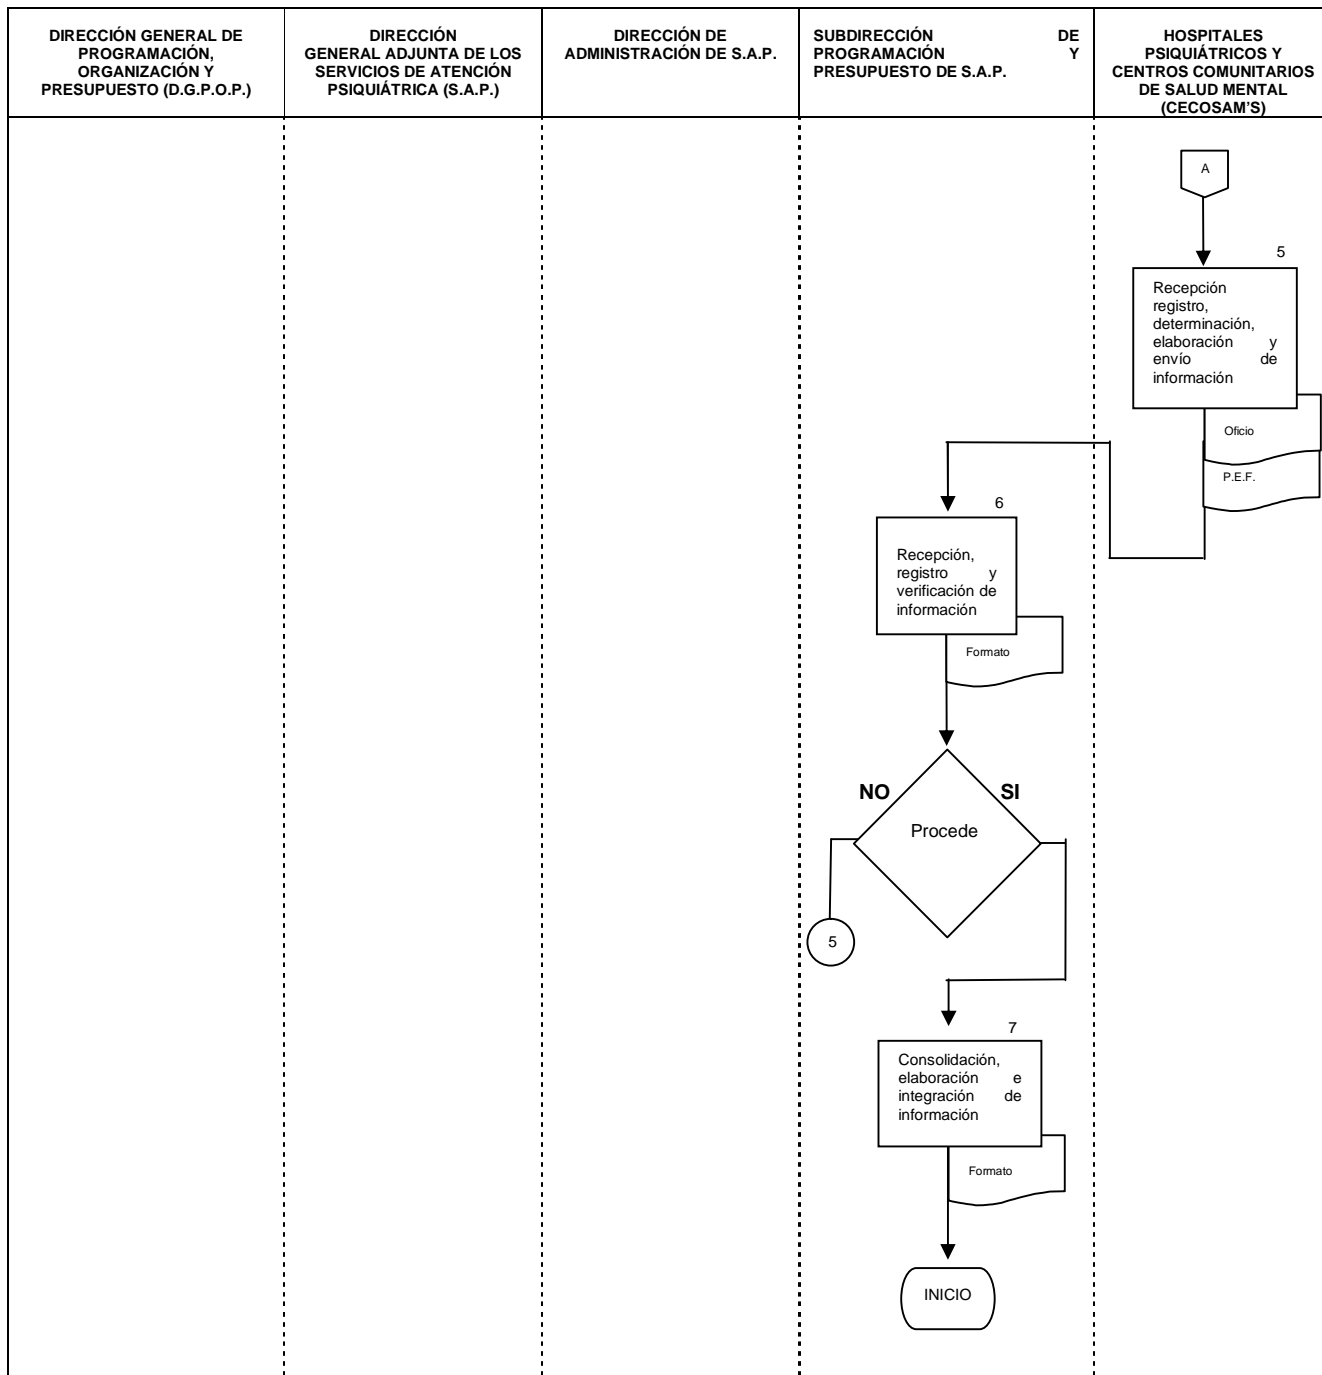 DIRECCIÓN GENERAL DE
PROGRAMACIÓN,
ORGANIZACIÓN Y
PRESUPUESTO (D.G.P.O.P.)
DIRECCIÓN
GENERAL ADJUNTA DE LOS
SERVICIOS DE ATENCIÓN
PSIQUIÁTRICA (S.A.P.)
DIRECCIÓN DE
ADMINISTRACIÓN DE S.A.P.
SUBDIRECCIÓN DE
PROGRAMACIÓN Y
PRESUPUESTO DE S.A.P.
HOSPITALES
PSIQUIÁTRICOS Y
CENTROS COMUNITARIOS
DE SALUD MENTAL
(CECOSAM'S)
A
5
Recepción
registro,
determinación,
elaboración y
envío de
información
Oficio
P.E.F.
6
Recepción,
registro y
verificación de
información
Formato
NO
SI
Procede
5
7
Consolidación,
elaboración e
integración de
información
Formato
INICIO